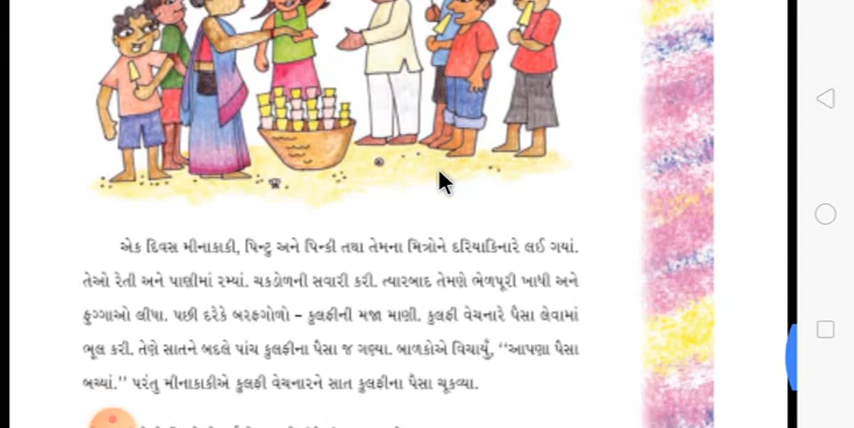 એક દિવસ મીનાકાકી, પિન્ટુ અને પિન્કી તથા તેમના મિત્રોને દરિયાકિનારે લઈ ગયાં.
તેઓ રેતી અને પાણીમાં રમ્યાં. ચકડોળની સવારી કરી. ત્યારબાદ તેમણે ભેળપૂરી ખાધી અને
ફુગ્ગાઓ લીધા. પછી દરેકે બરફગોળો – કુલફીની મજા માણી. કુલફી વેચનારે પૈસા લેવામાં
ભૂલ કરી. તેણે સાતને બદલે પાંચ કુલફીના પૈસા જ ગણ્યા. બાળકોએ વિચાર્યું, “આપણા પૈસા
બચ્યાં.” પરંતુ મીનાકાકીએ કુલફી વેચનારને સાત કુલફીના પૈસા ચૂકવ્યા.